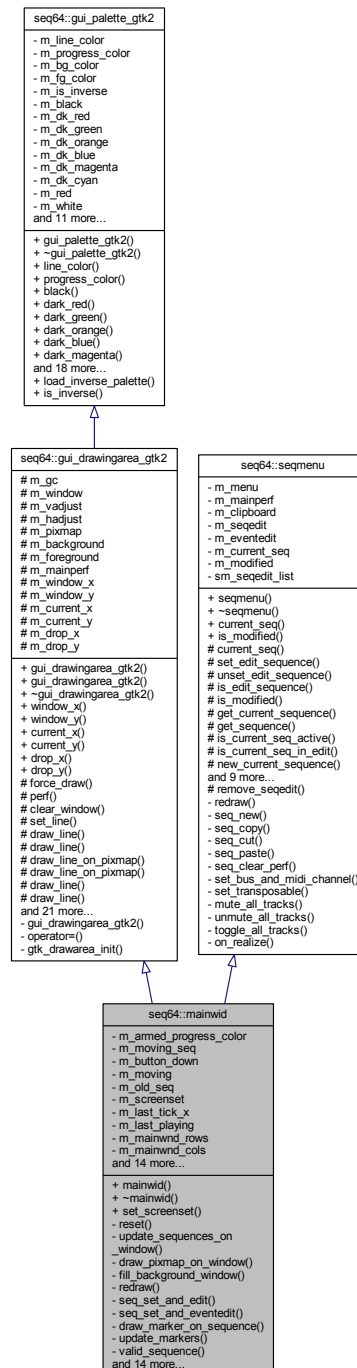 seq64::gui_palette_gtk2
- m_line_color
- m_progress_color
- m_bg_color
- m_fg_color
- m_is_inverse
- m_black
- m_dk_red
- m_dk_green
- m_dk_orange
- m_dk_blue
- m_dk_magenta
- m_dk_cyan
- m_red
- m_white
and 11 more...
+ gui_palette_gtk2()
+ ~gui_palette_gtk2()
+ line_color()
+ progress_color()
+ black()
+ dark_red()
+ dark_green()
+ dark_orange()
+ dark_blue()
+ dark_magenta()
and 18 more...
+ load_inverse_palette()
+ is_inverse()
seq64::gui_drawingarea_gtk2
# m_gc
# m_window
# m_vadjust
# m_hadjust
# m_pixmap
# m_background
# m_foreground
# m_mainperf
# m_window_x
# m_window_y
# m_current_x
# m_current_y
# m_drop_x
# m_drop_y
+ gui_drawingarea_gtk2()
+ gui_drawingarea_gtk2()
+ ~gui_drawingarea_gtk2()
+ window_x()
+ window_y()
+ current_x()
+ current_y()
+ drop_x()
+ drop_y()
# force_draw()
# perf()
# clear_window()
# set_line()
# draw_line()
# draw_line()
# draw_line_on_pixmap()
# draw_line_on_pixmap()
# draw_line()
# draw_line()
and 21 more...
- gui_drawingarea_gtk2()
- operator=()
- gtk_drawarea_init()
seq64::seqmenu
- m_menu
- m_mainperf
- m_clipboard
- m_seqedit
- m_eventedit
- m_current_seq
- m_modified
- sm_seqedit_list
+ seqmenu()
+ ~seqmenu()
+ current_seq()
+ is_modified()
# current_seq()
# set_edit_sequence()
# unset_edit_sequence()
# is_edit_sequence()
# is_modified()
# get_current_sequence()
# get_sequence()
# is_current_seq_active()
# is_current_seq_in_edit()
# new_current_sequence()
and 9 more...
# remove_seqedit()
- redraw()
- seq_new()
- seq_copy()
- seq_cut()
- seq_paste()
- seq_clear_perf()
- set_bus_and_midi_channel()
- set_transposable()
- mute_all_tracks()
- unmute_all_tracks()
- toggle_all_tracks()
- on_realize()
seq64::mainwid
- m_armed_progress_color
- m_moving_seq
- m_button_down
- m_moving
- m_old_seq
- m_screenset
- m_last_tick_x
- m_last_playing
- m_mainwnd_rows
- m_mainwnd_cols
and 14 more...
+ mainwid()
+ ~mainwid()
+ set_screenset()
- reset()
- update_sequences_on
_window()
- draw_pixmap_on_window()
- fill_background_window()
- redraw()
- seq_set_and_edit()
- seq_set_and_eventedit()
- draw_marker_on_sequence()
- update_markers()
- valid_sequence()
and 14 more...